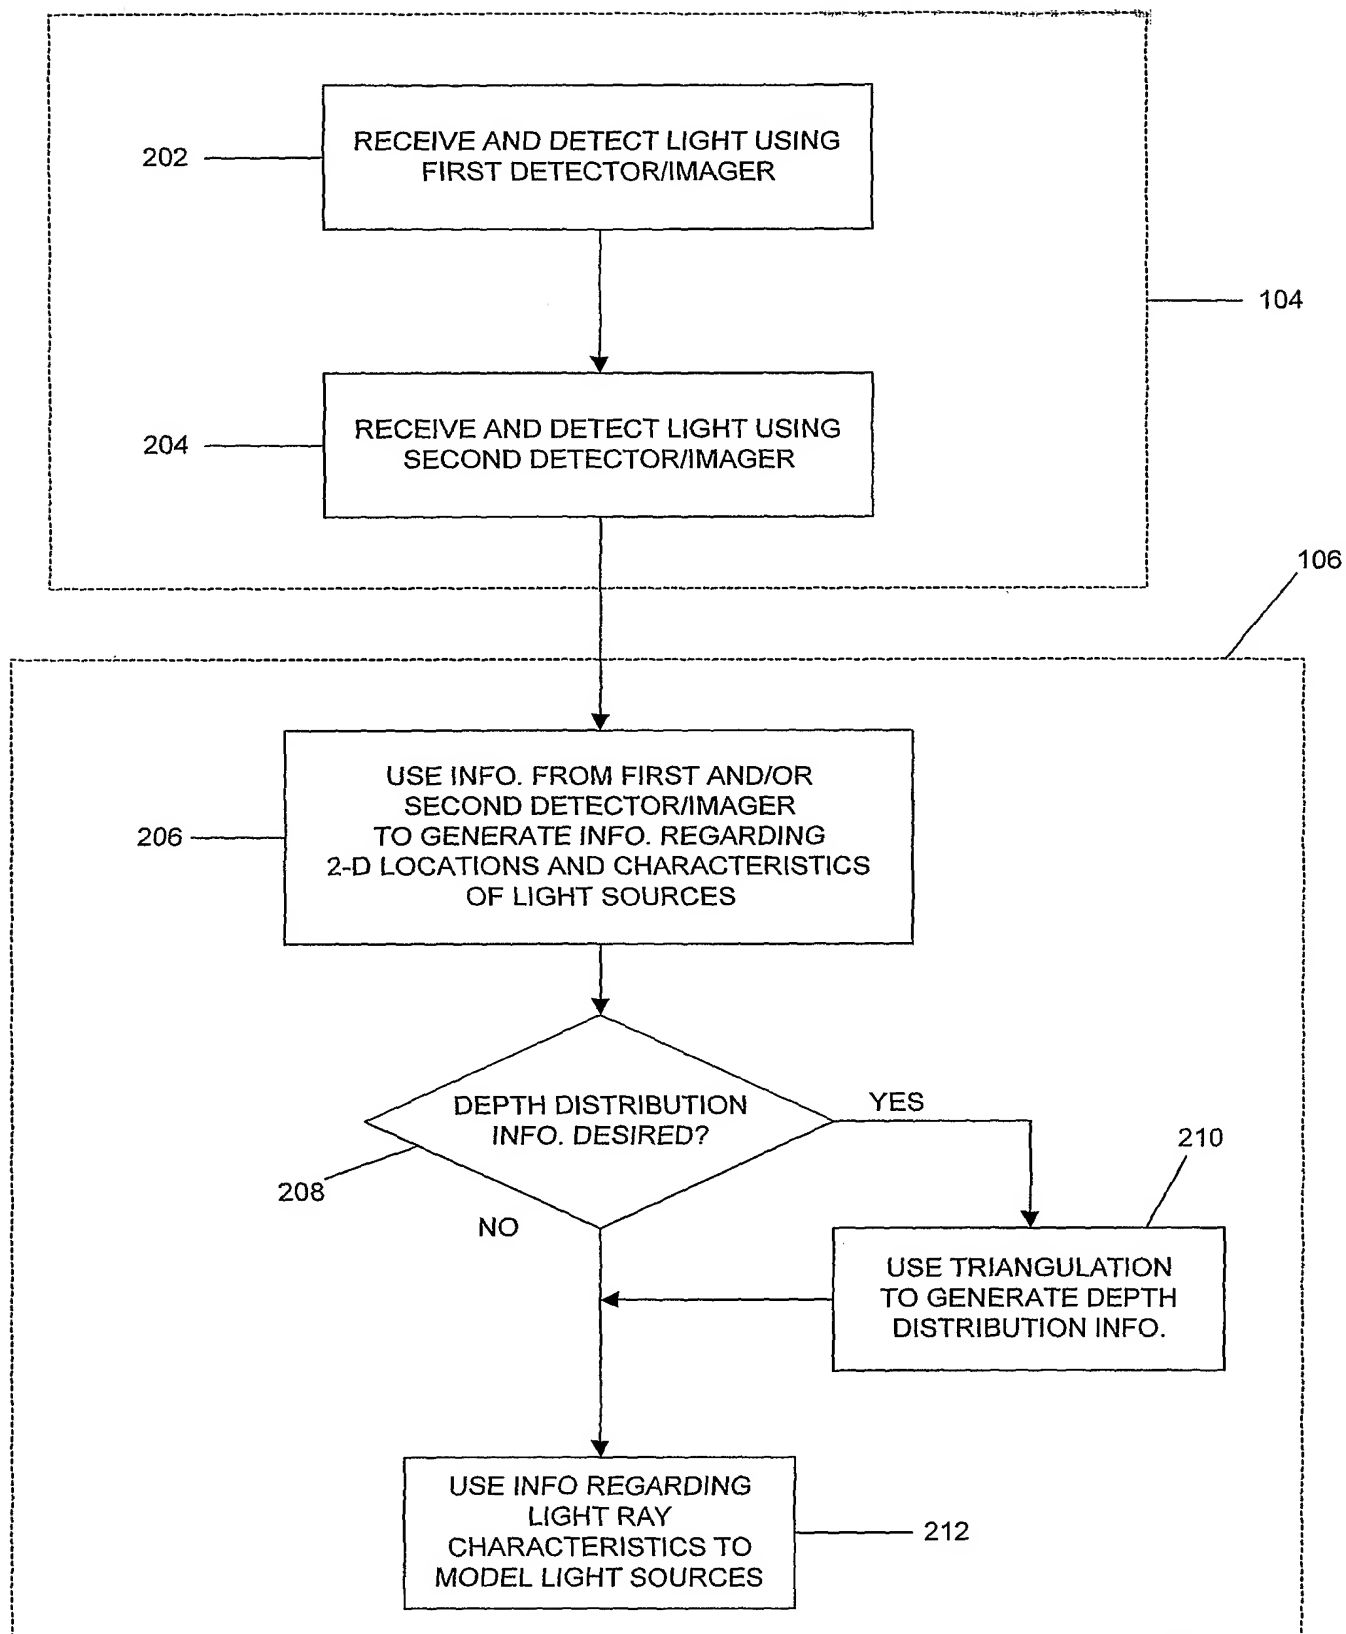 202
RECEIVE AND DETECT LIGHT USING
FIRST DETECTOR/IMAGER
104
204
RECEIVE AND DETECT LIGHT USING
SECOND DETECTOR/IMAGER
106
206
USE INFO. FROM FIRST AND/OR
SECOND DETECTOR/IMAGER
TO GENERATE INFO. REGARDING
2-D LOCATIONS AND CHARACTERISTICS
OF LIGHT SOURCES
DEPTH DISTRIBUTION
INFO. DESIRED?
YES
208
NO
210
USE TRIANGULATION
TO GENERATE DEPTH
DISTRIBUTION INFO.
USE INFO REGARDING
LIGHT RAY
CHARACTERISTICS TO
MODEL LIGHT SOURCES
212